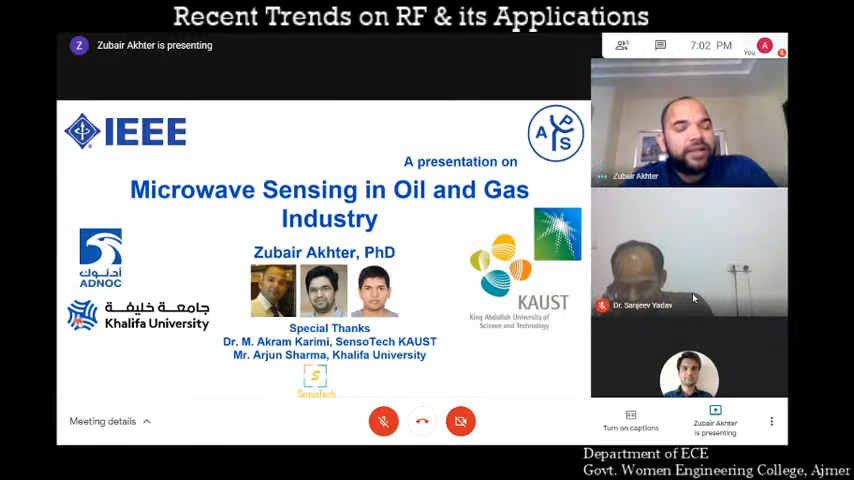 Recent Trends on RF & its Applications
Z
Zubair Akhter is presenting
7:02 PM
You
A
IEEE
A P S
A presentation on
Microwave Sensing in Oil and Gas
Industry
Zubair Akhter, PhD
أدنوك
ADNOC
جامعة خليفة
Khalifa University
KAUST
King Abdullah University of
Science and Technology
Special Thanks
Dr. M. Akram Karimi, SensoTech KAUST
Mr. Arjun Sharma, Khalifa University
S
SensoTech
Zubair Akhter
Dr. Sanjeev Yadav
Meeting details
Turn on captions
Zubair Akhter
is presenting
Department of ECE
Govt. Women Engineering College, Ajmer